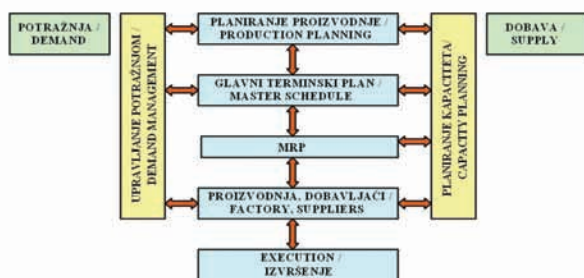 POTRAŽNJA /
DEMAND
PLANIRANJE PROIZVODNJE /
PRODUCTION PLANNING
DOBAVA /
SUPPLY
UPRAVLJANJE POTRAŽNJOM /
DEMAND MANAGEMENT
GLAVNI TERMINSKI PLAN /
MASTER SCHEDULE
PLANIRANJE KAPACITETA/
CAPACITY PLANNING
MRP
PROIZVODNJA, DOBAVLJAČI /
FACTORY, SUPPLIERS
EXECUTION /
IZVRŠENJE